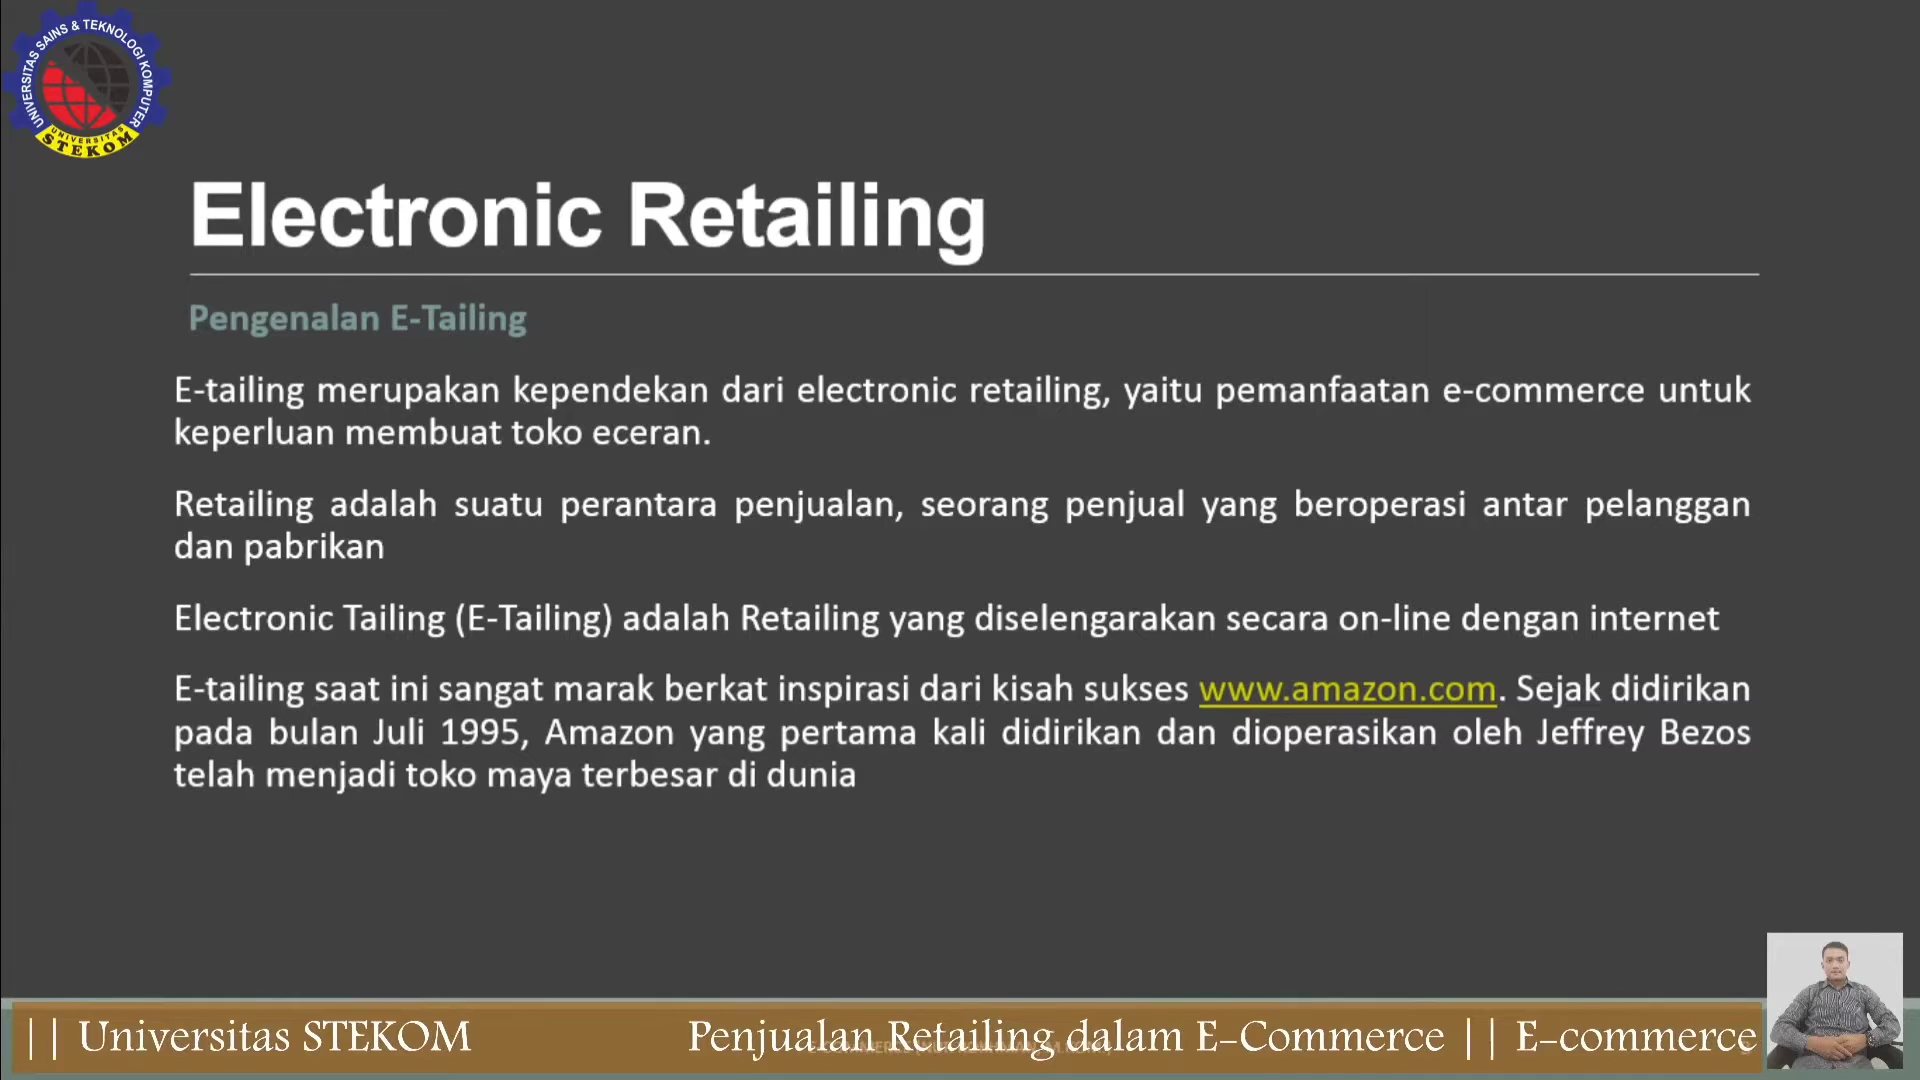 UNIVERSITAS SAINS & TEKNOLOGI KOMPUTER
UNIVERSITAS
STEKOM
Electronic Retailing
Pengenalan E-Tailing
E-tailing merupakan kependekan dari electronic retailing, yaitu pemanfaatan e-commerce untuk
keperluan membuat toko eceran.
Retailing adalah suatu perantara penjualan, seorang penjual yang beroperasi antar pelanggan
dan pabrikan
Electronic Tailing (E-Tailing) adalah Retailing yang diselengarakan secara on-line dengan internet
E-tailing saat ini sangat marak berkat inspirasi dari kisah sukses www.amazon.com. Sejak didirikan
pada bulan Juli 1995, Amazon yang pertama kali didirikan dan dioperasikan oleh Jeffrey Bezos
telah menjadi toko maya terbesar di dunia
|| Universitas STEKOM Penjualan Retailing dalam E-Commerce || E-commerce